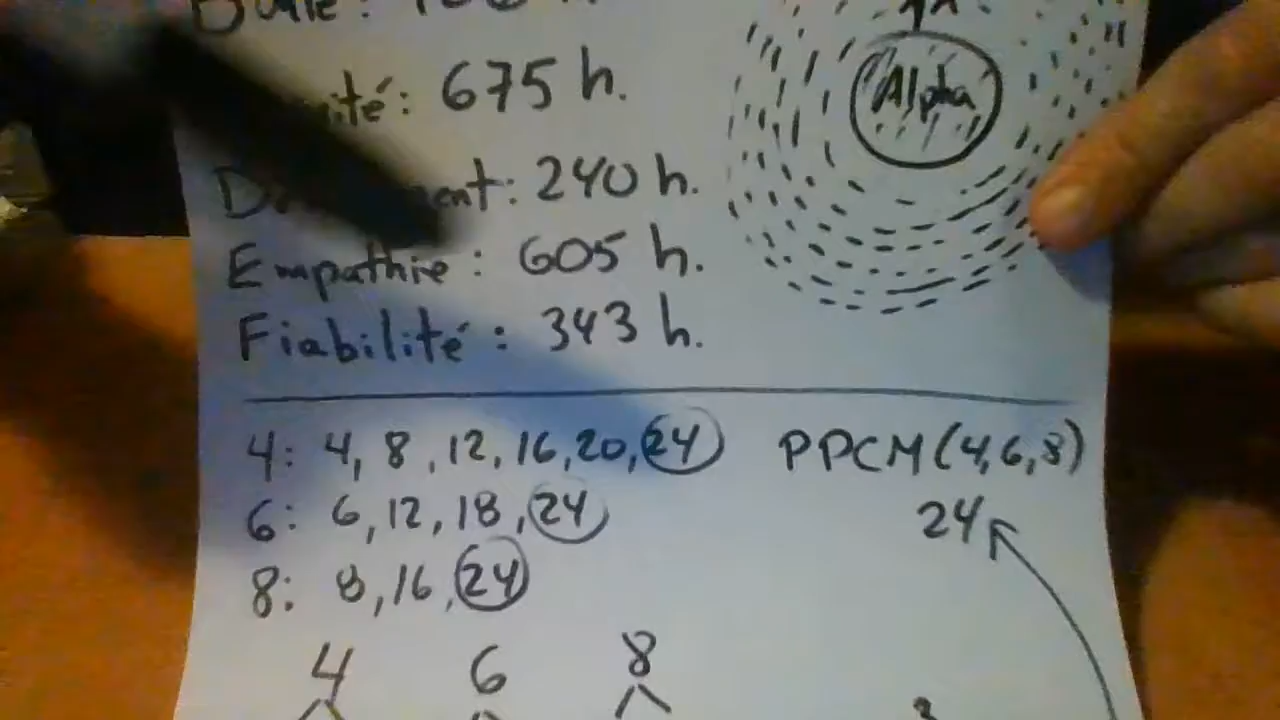 675 h.
Alpha
240 h.
Empathie : 605 h.
Fiabilité : 343 h.
4: 4, 8, 12, 16, 20, 24 PPCM(4,6,8)
6: 6, 12, 18, 24 24
8: 8, 16, 24
4 6 8